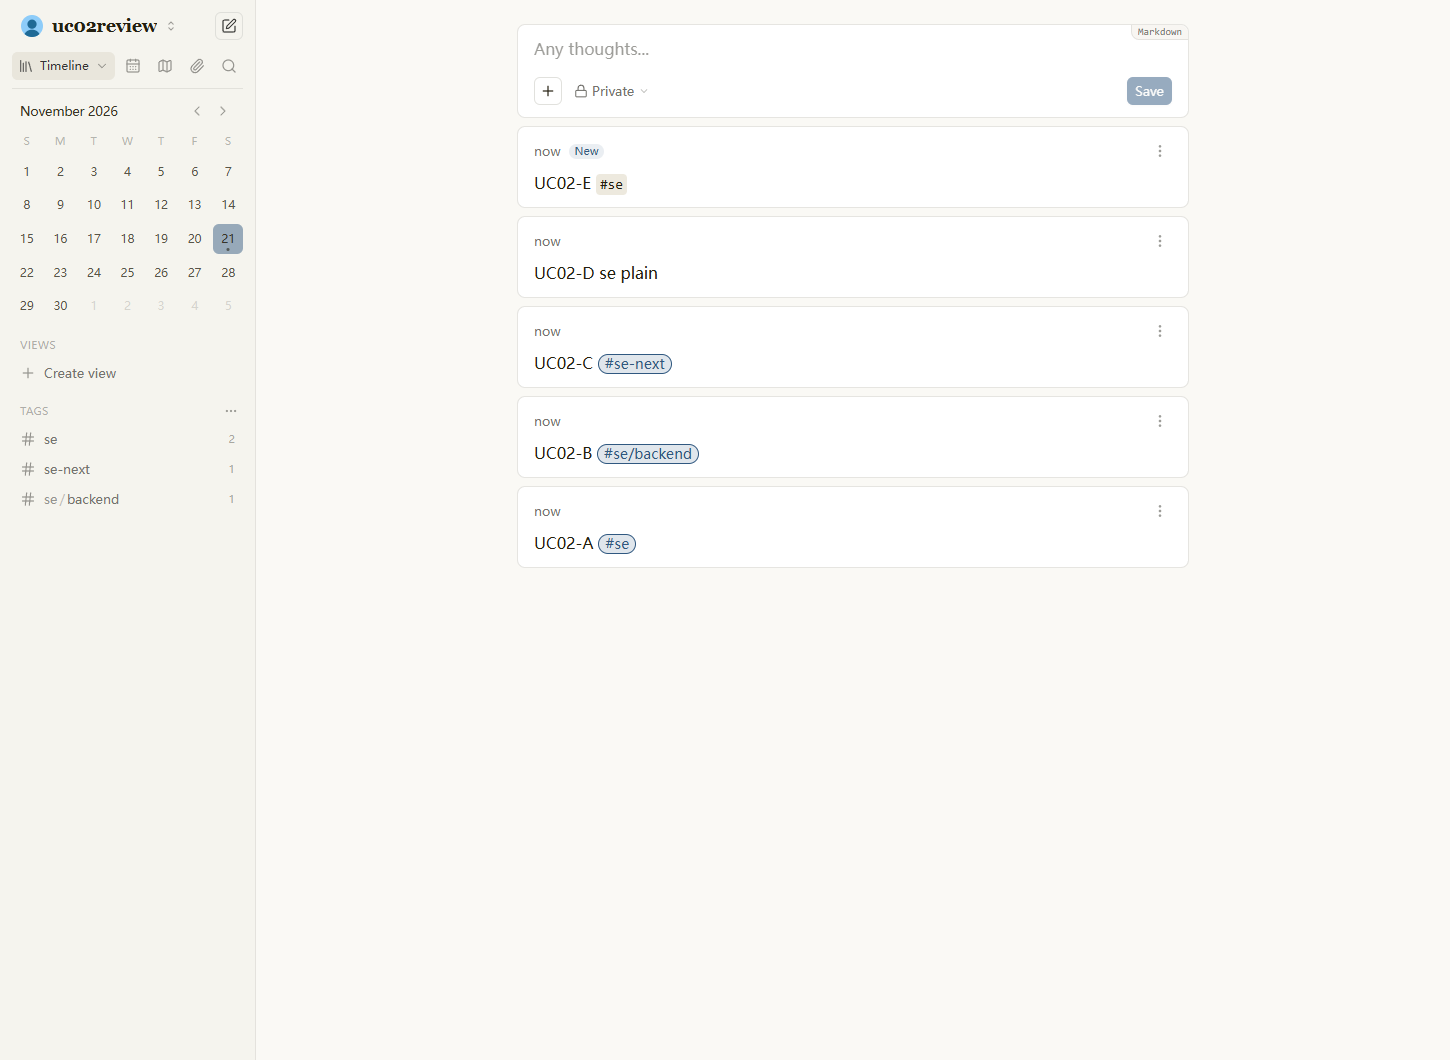 uc02review
Timeline
November 2026
S M T W T F S
1 2 3 4 5 6 7
8 9 10 11 12 13 14
15 16 17 18 19 20 21
22 23 24 25 26 27 28
29 30 1 2 3 4 5
VIEWS
Create view
TAGS
se 2
se-next 1
se/backend 1
Markdown
Any thoughts...
Private
Save
now New
UC02-E #se
now
UC02-D se plain
now
UC02-C #se-next
now
UC02-B #se/backend
now
UC02-A #se